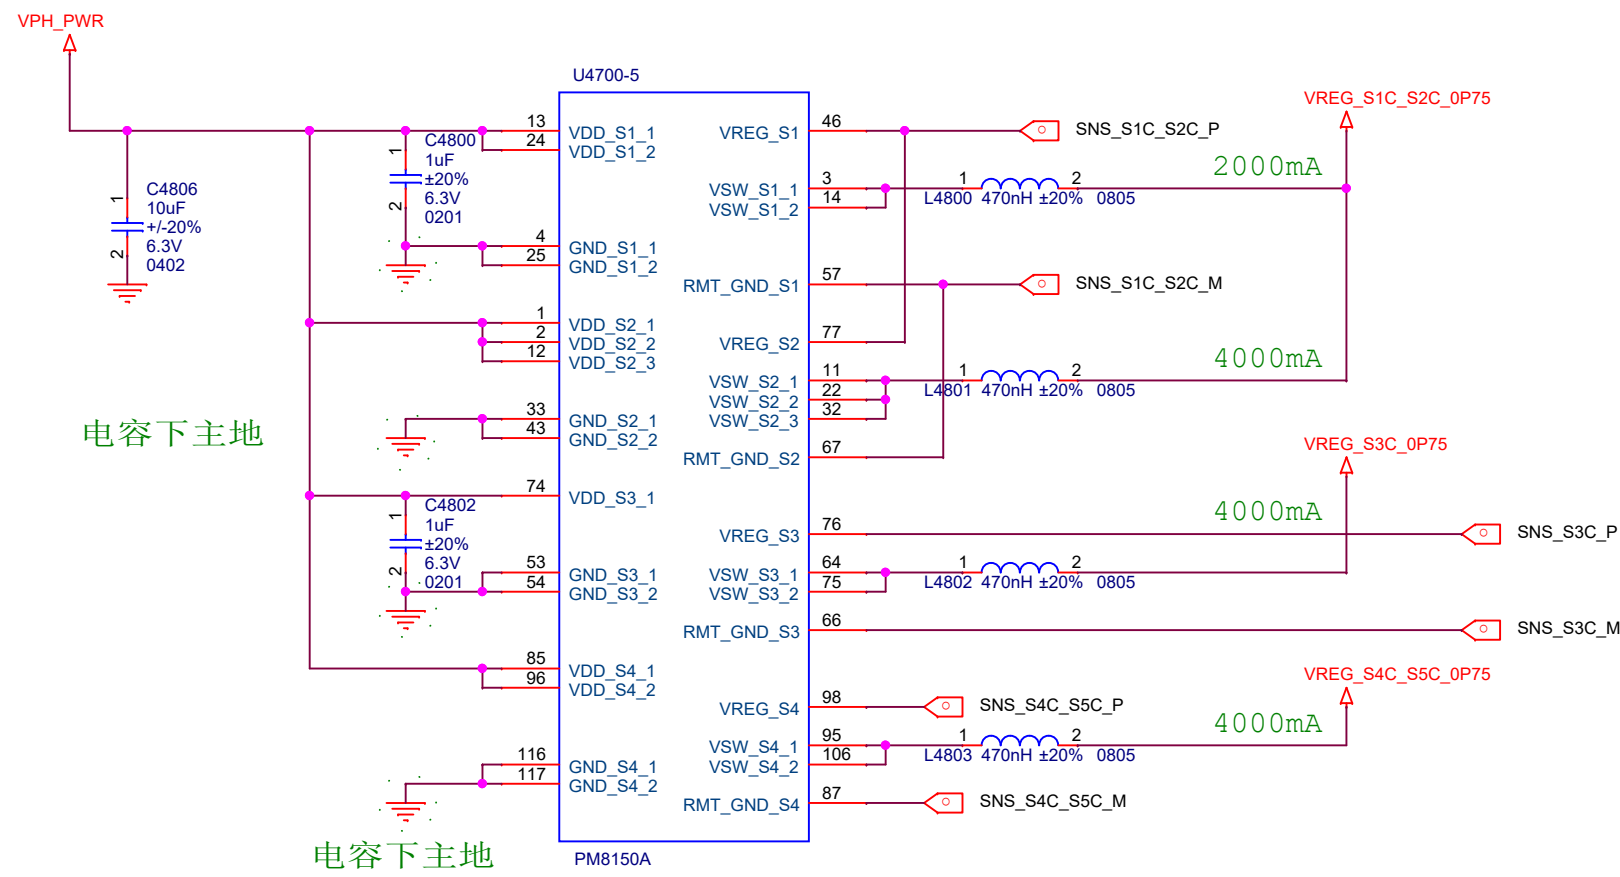 VPH_PWR
U4700-5
VREG_S1C_S2C_0P75
13
VDD_S1_1
24
VDD_S1_2
1
C4800
1uF
±20%
6.3V
0201
2
VREG_S1
46
SNS_S1C_S2C_P
2000mA
1
C4806
10uF
+/-20%
6.3V
0402
2
VSW_S1_1
3
VSW_S1_2
14
1
2
L4800 470nH ±20% 0805
4
GND_S1_1
25
GND_S1_2
RMT_GND_S1
57
SNS_S1C_S2C_M
1
VDD_S2_1
2
VDD_S2_2
12
VDD_S2_3
VREG_S2
77
4000mA
VSW_S2_1
11
VSW_S2_2
22
VSW_S2_3
32
1
2
L4801 470nH ±20% 0805
电容下主地
33
GND_S2_1
43
GND_S2_2
RMT_GND_S2
67
VREG_S3C_0P75
74
VDD_S3_1
1
C4802
1uF
±20%
6.3V
0201
2
4000mA
VREG_S3
76
SNS_S3C_P
53
GND_S3_1
54
GND_S3_2
VSW_S3_1
64
VSW_S3_2
75
1
2
L4802 470nH ±20% 0805
RMT_GND_S3
66
SNS_S3C_M
85
VDD_S4_1
96
VDD_S4_2
VREG_S4C_S5C_0P75
VREG_S4
98
SNS_S4C_S5C_P
4000mA
VSW_S4_1
95
VSW_S4_2
106
1
2
L4803 470nH ±20% 0805
116
GND_S4_1
117
GND_S4_2
RMT_GND_S4
87
SNS_S4C_S5C_M
电容下主地
PM8150A